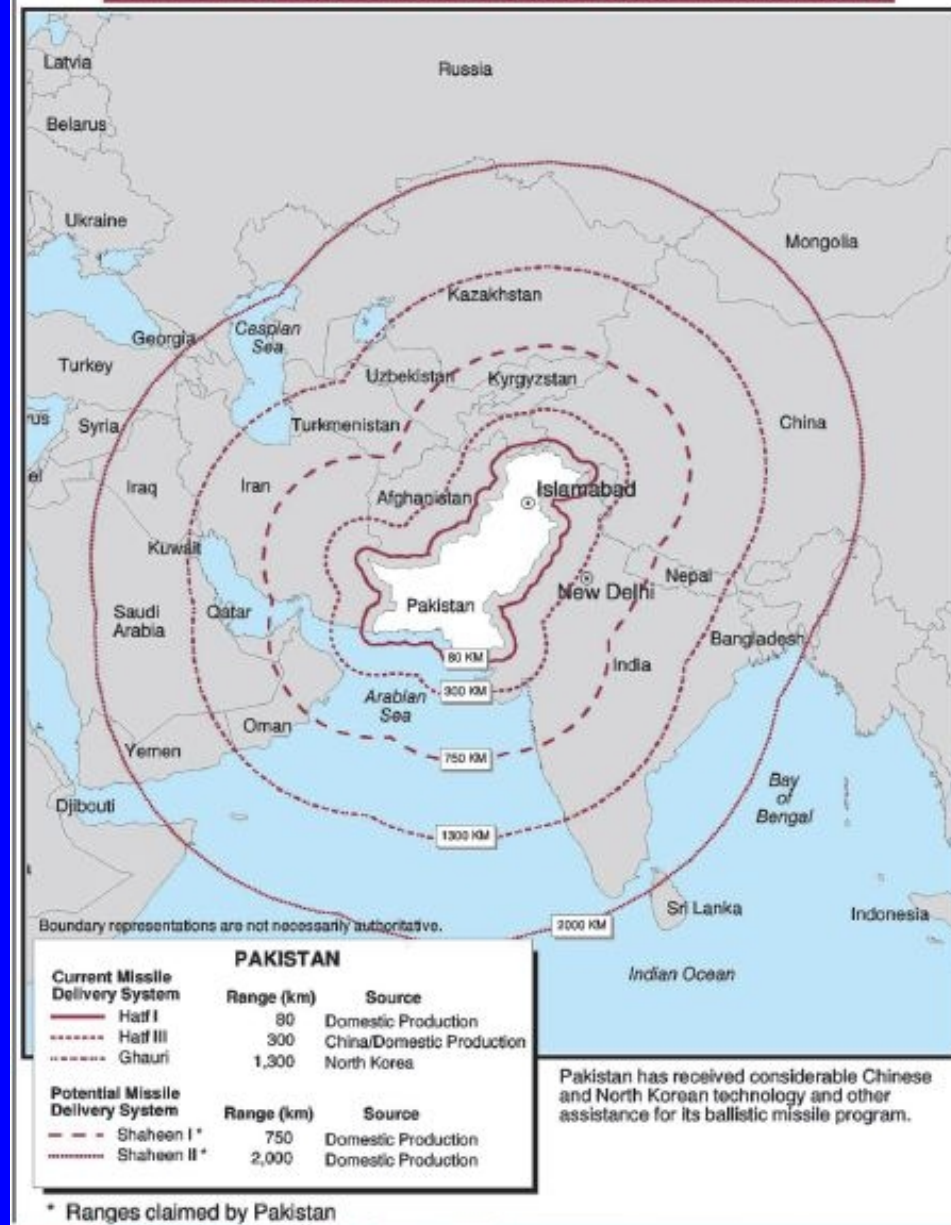 Latvia
Russia
Belarus
Ukraine
Mongolia
Kazakhstan
Georgia
Caspian
Sea
Turkey
Uzbekistan
Kyrgyzstan
rus
Syria
Turkmenistan
China
el
Iraq
Iran
Afghanistan
Islamabad
Kuwait
Nepal
New Delhi
Pakistan
Saudi
Arabia
Qatar
Bangladesh
80 KM
India
300 KM
Arabian
Sea
Oman
Yemen
750 KM
Bay
of
Bengal
Djibouti
1300 KM
Sri Lanka
Indonesia
2000 KM
Boundary representations are not necessarily authoritative.
Indian Ocean
PAKISTAN
Current Missile
Delivery System Range (km) Source
Hatf I 80 Domestic Production
Hatf III 300 China/Domestic Production
Ghauri 1,300 North Korea
Potential Missile
Delivery System Range (km) Source
Shaheen I * 750 Domestic Production
Shaheen II * 2,000 Domestic Production
Pakistan has received considerable Chinese
and North Korean technology and other
assistance for its ballistic missile program.
* Ranges claimed by Pakistan